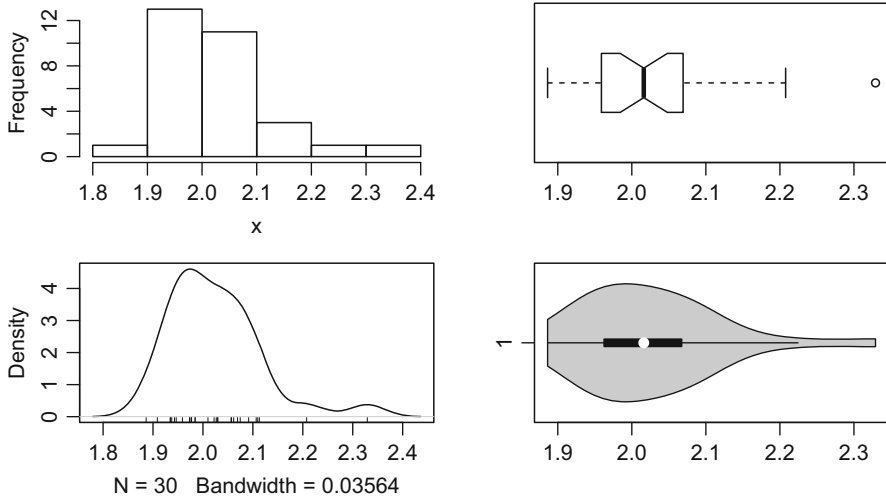 Frequency
0 4 8 12
1.8 1.9 2.0 2.1 2.2 2.3 2.4
x
1.9 2.0 2.1 2.2 2.3
Density
0 1 2 3 4
1.8 1.9 2.0 2.1 2.2 2.3 2.4
N = 30 Bandwidth = 0.03564
1
1.9 2.0 2.1 2.2 2.3